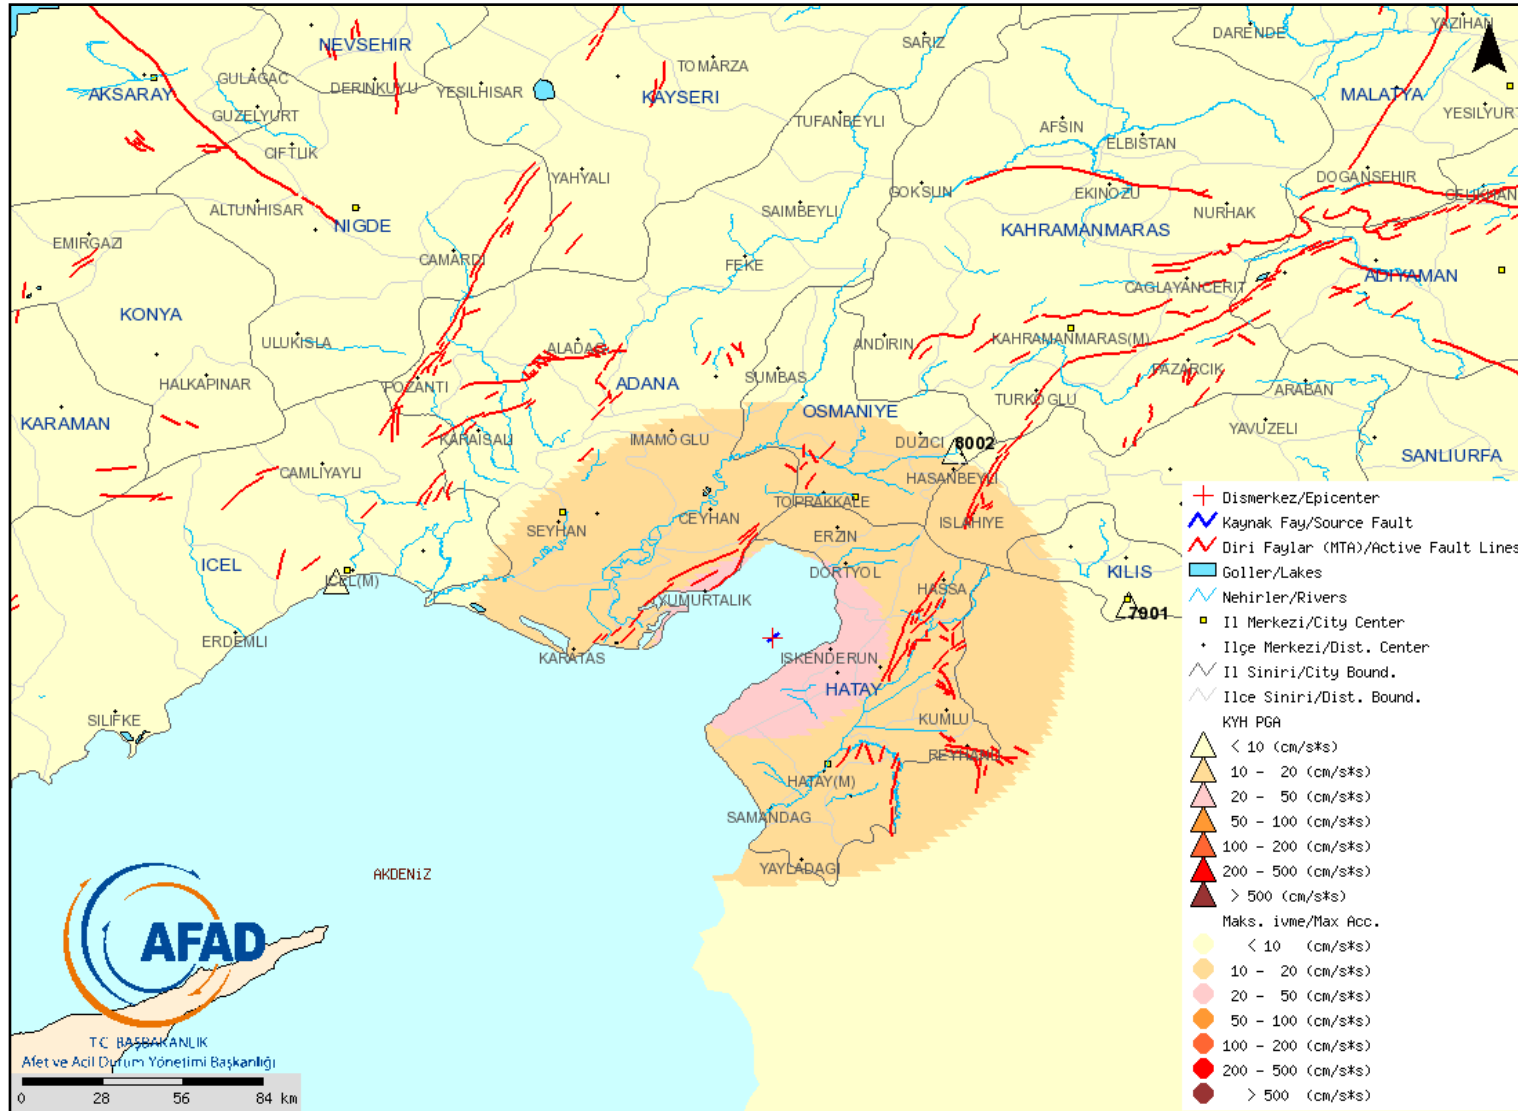 DARENDE
YAZIHAN
NEVSEHIR
SARIZ
TOMARZA
GULAGAC
DERINKUYU
YESILHISAR
AKSARAY
KAYSERI
MALATYA
GUZELYURT
YESILYURT
TUFANBEYLI
AFSIN
ELBISTAN
CIFTLIK
YAHYALI
DOGANSEHIR
GOKSUN
EKINOZU
CELIKHAN
ALTUNHISAR
SAIMBEYLI
NURHAK
NIGDE
KAHRAMANMARAS
EMIRGAZI
CAMARDI
FEKE
ADIYAMAN
CAGLAYANCERIT
KONYA
ULUKISLA
ALADAG
ANDIRIN
KAHRAMANMARAS(M)
HALKAPINAR
POZANTI
ADANA
SUMBAS
PAZARCIK
ARABAN
KARAMAN
OSMANIYE
TURKOGLU
YAVUZELI
KARAISALI
IMAMOGLU
DUZICI
8002
SANLIURFA
CAMLIYAYLI
HASANBEYLI
TOPRAKKALE
SEYHAN
CEYHAN
ISLAHIYE
ERZIN
ICEL
ICEL(M)
DORTYOL
HASSA
KILIS
YUMURTALIK
7901
ERDEMLI
KARATAS
ISKENDERUN
HATAY
SILIFKE
KUMLU
REYHANLI
HATAY(M)
SAMANDAG
YAYLADAGI
AKDENiZ
Dismerkez/Epicenter
Kaynak Fay/Source Fault
Diri Faylar (MTA)/Active Fault Lines
Goller/Lakes
Nehirler/Rivers
Il Merkezi/City Center
Ilçe Merkezi/Dist. Center
Il Siniri/City Bound.
Ilce Siniri/Dist. Bound.
KYH PGA
< 10 (cm/s*s)
10 - 20 (cm/s*s)
20 - 50 (cm/s*s)
50 - 100 (cm/s*s)
100 - 200 (cm/s*s)
200 - 500 (cm/s*s)
> 500 (cm/s*s)
Maks. ivme/Max Acc.
< 10 (cm/s*s)
10 - 20 (cm/s*s)
20 - 50 (cm/s*s)
50 - 100 (cm/s*s)
100 - 200 (cm/s*s)
200 - 500 (cm/s*s)
> 500 (cm/s*s)
AFAD
T.C. BAŞBAKANLIK
Afet ve Acil Durum Yönetimi Başkanlığı
0 28 56 84 km